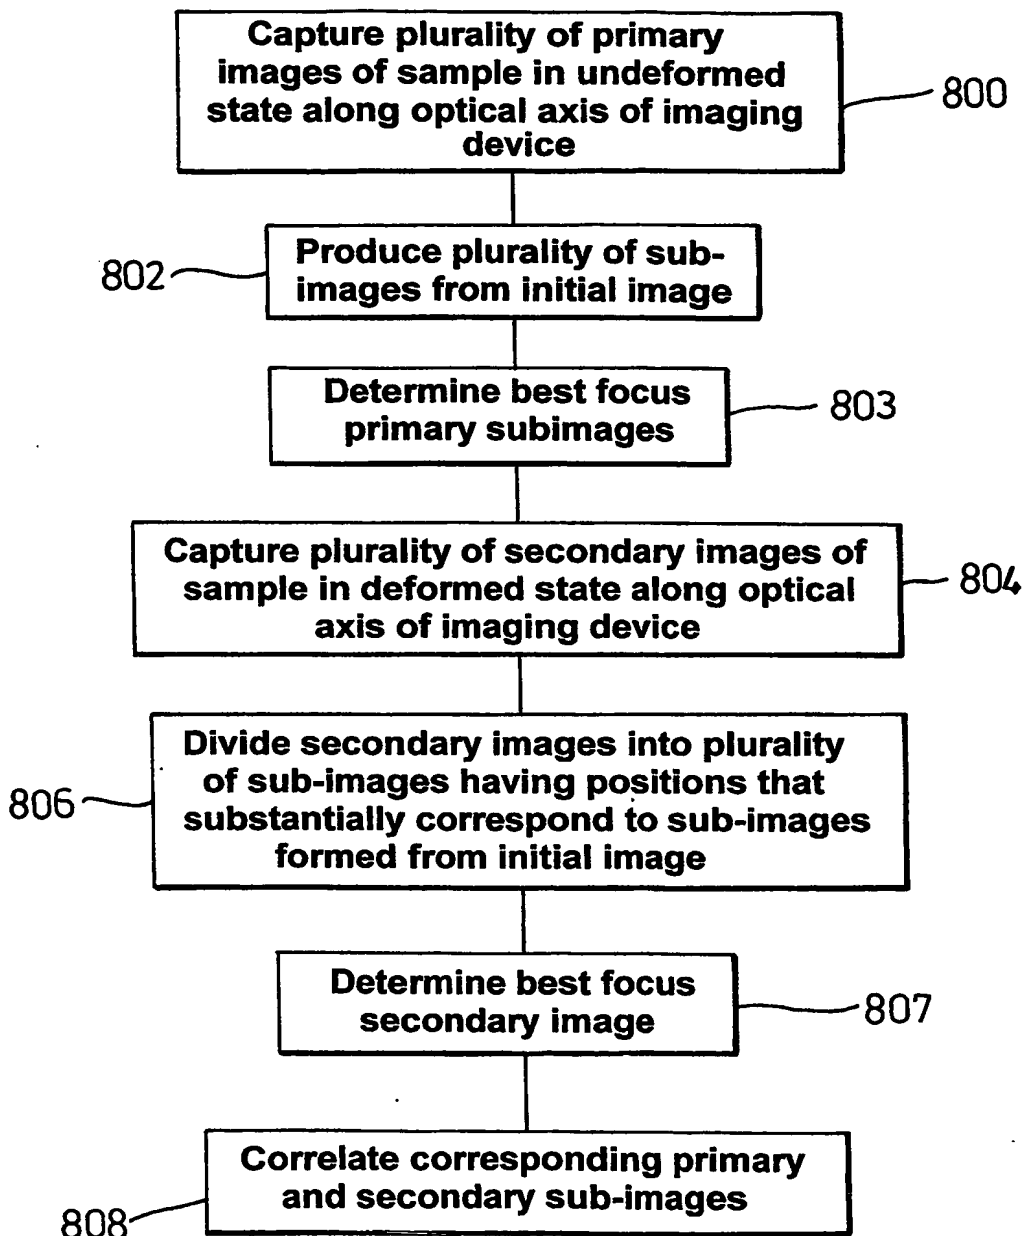 Capture plurality of primary
images of sample in undeformed
state along optical axis of imaging
device
800
Produce plurality of sub-
images from initial image
802
Determine best focus
primary subimages
803
Capture plurality of secondary images of
sample in deformed state along optical
axis of imaging device
804
Divide secondary images into plurality
of sub-images having positions that
substantially correspond to sub-images
formed from initial image
806
Determine best focus
secondary image
807
Correlate corresponding primary
and secondary sub-images
808